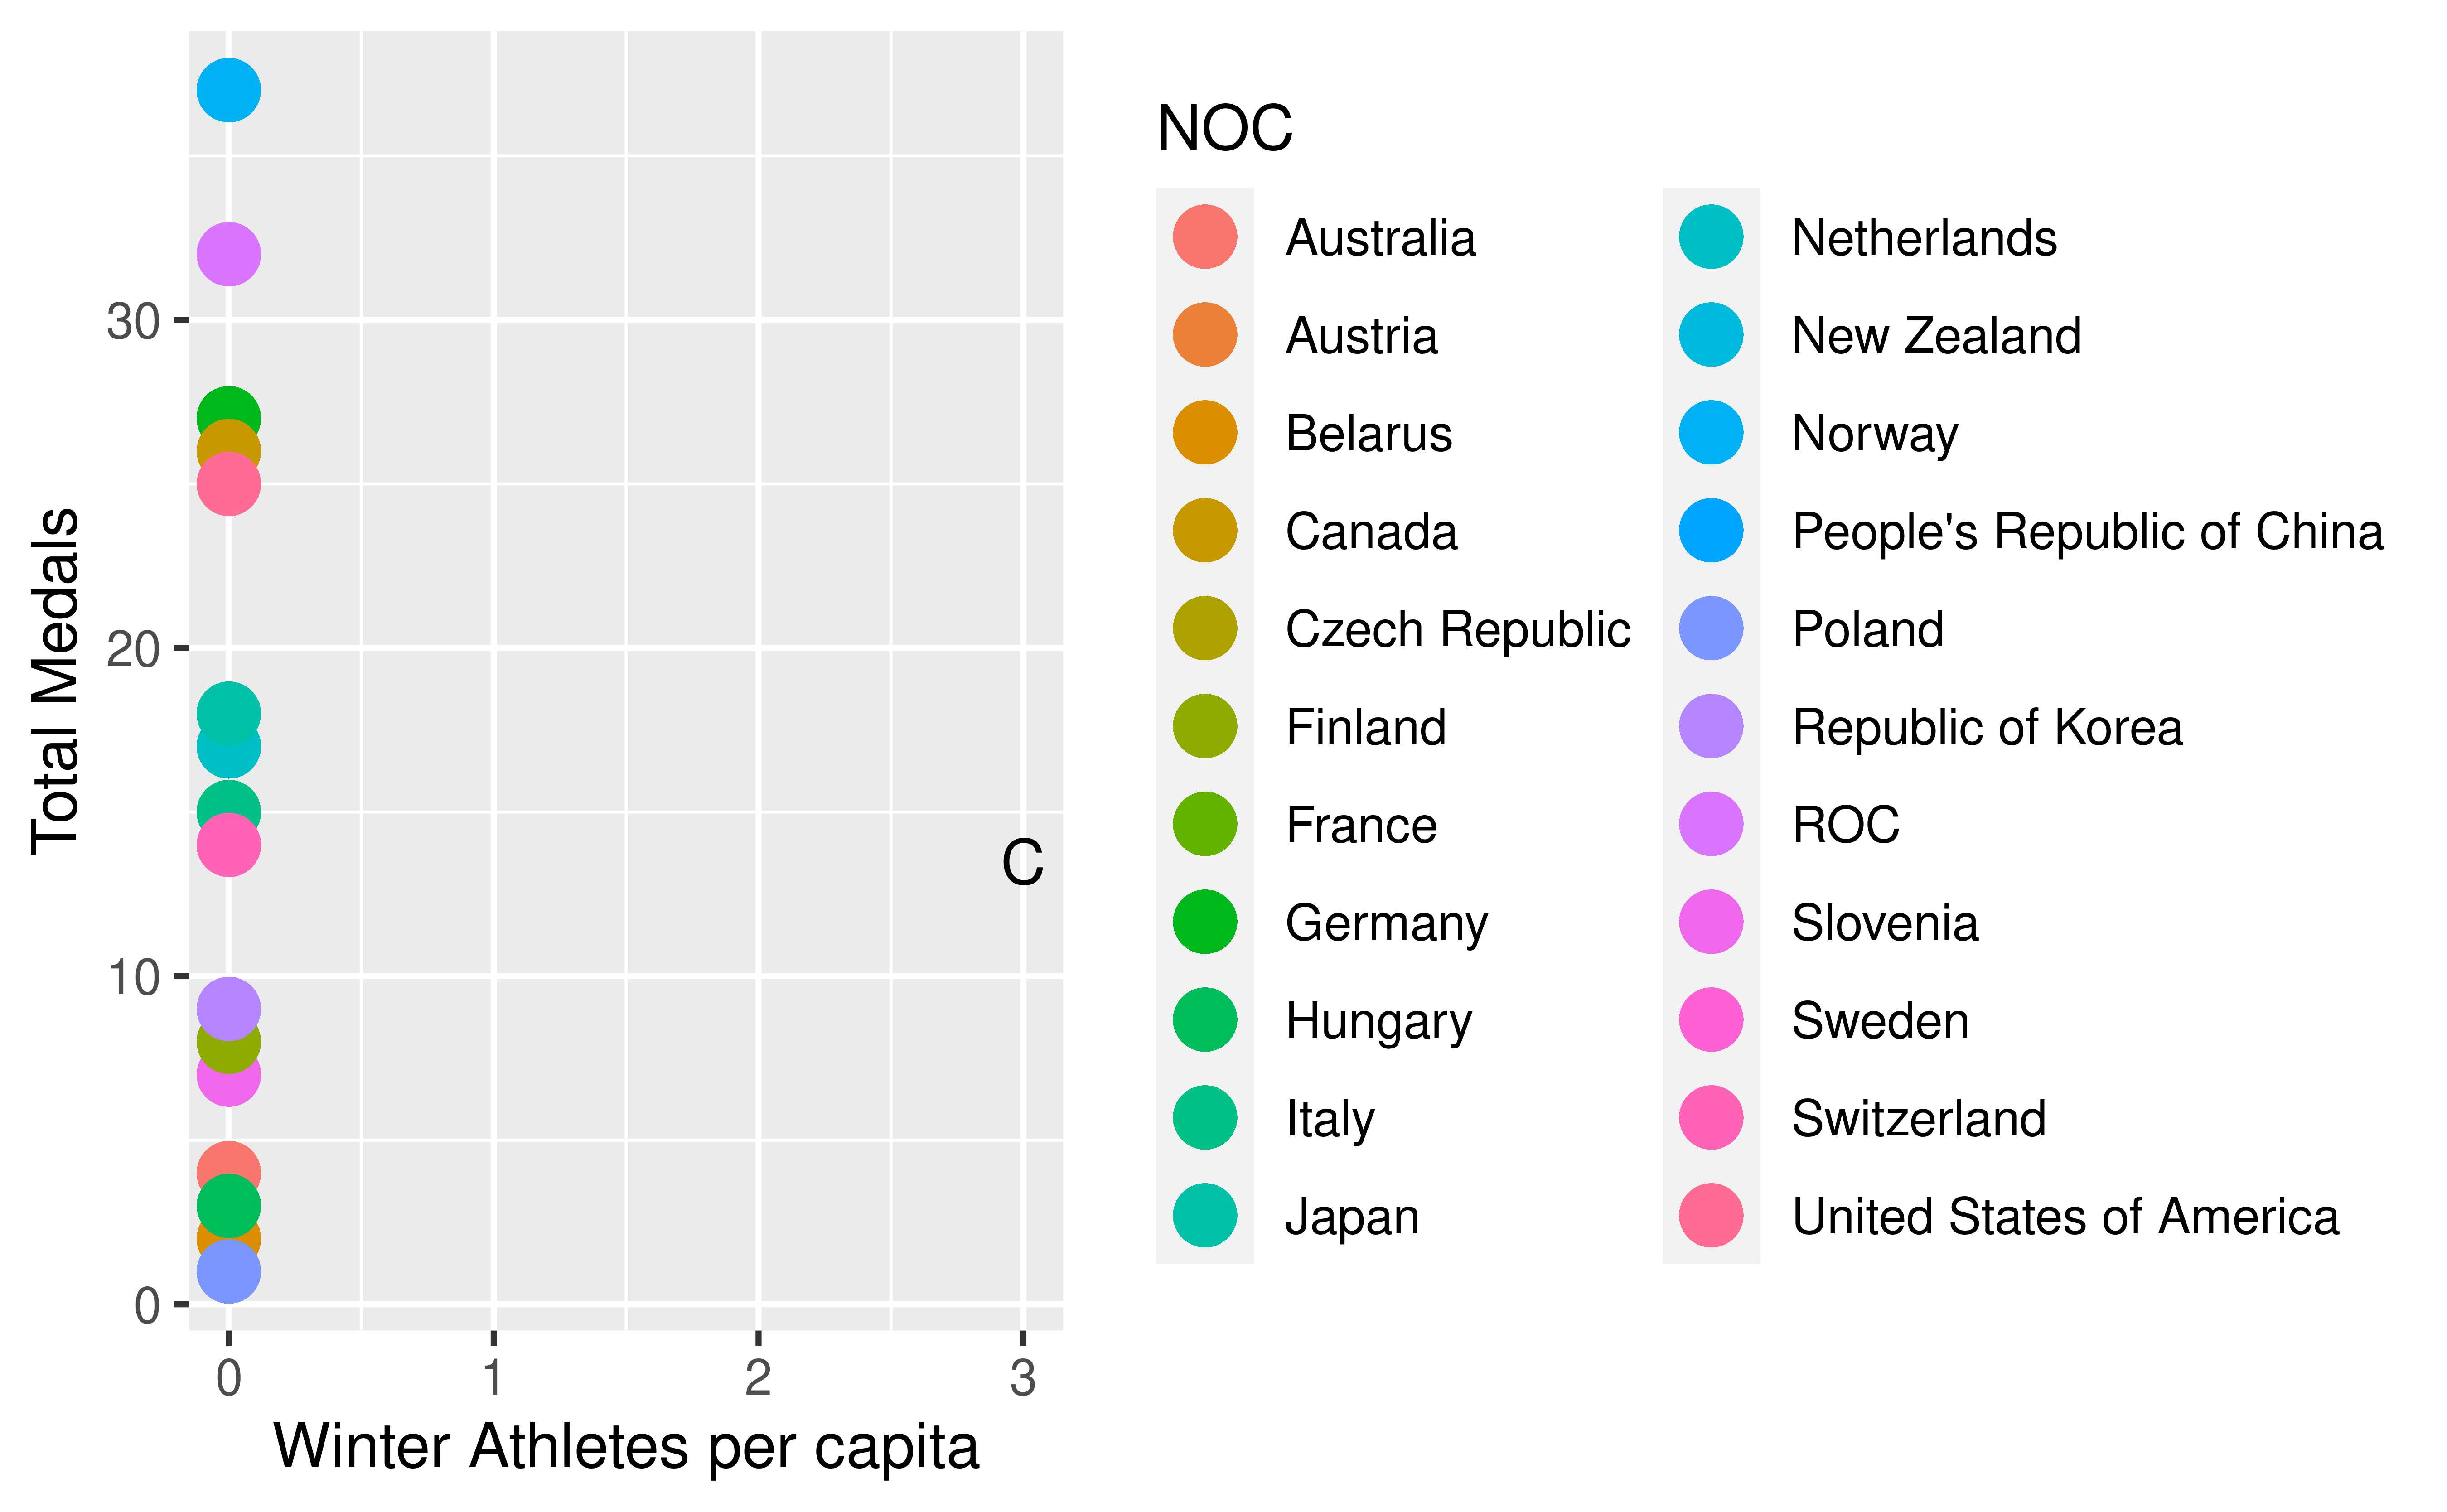 Total Medals
30
20
10
0
0 1 2 3
Winter Athletes per capita
C
NOC
Australia
Austria
Belarus
Canada
Czech Republic
Finland
France
Germany
Hungary
Italy
Japan
Netherlands
New Zealand
Norway
People's Republic of China
Poland
Republic of Korea
ROC
Slovenia
Sweden
Switzerland
United States of America